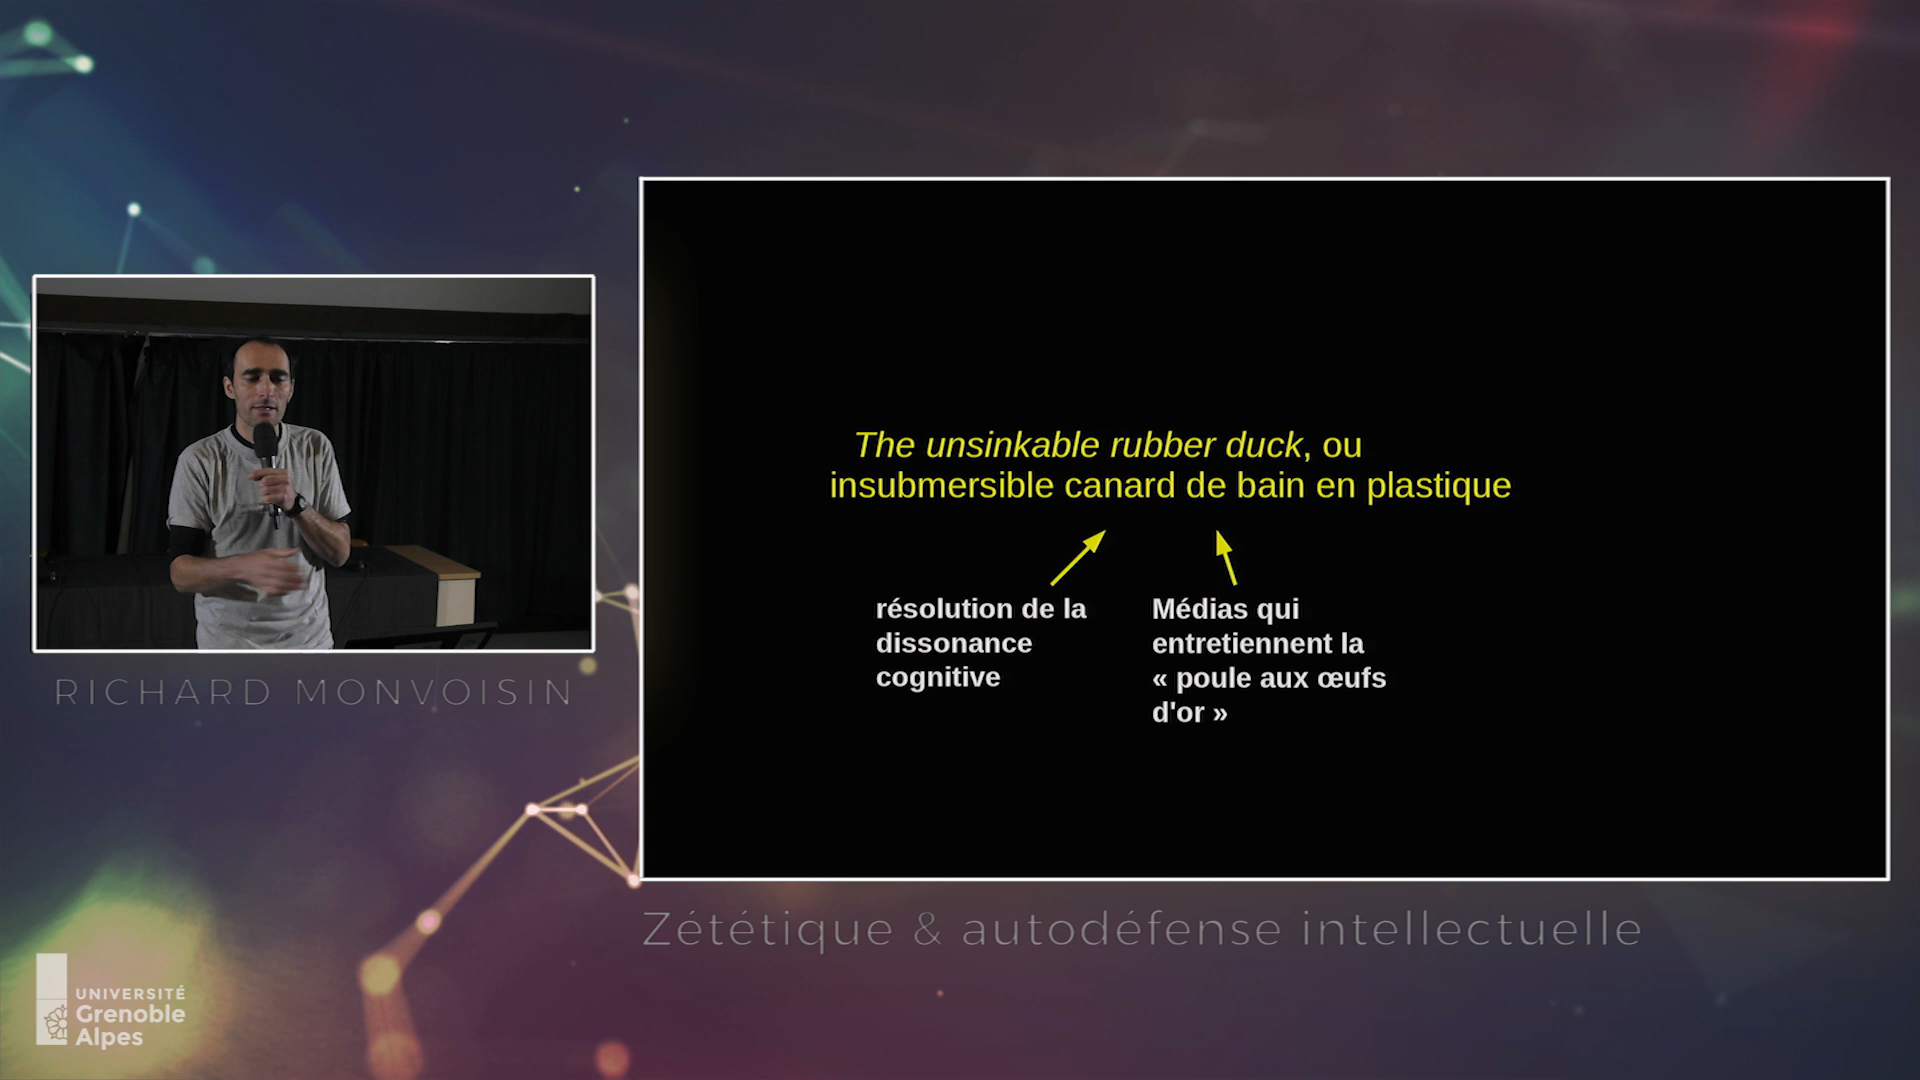 The unsinkable rubber duck, ou
insubmersible canard de bain en plastique
résolution de la
dissonance
cognitive
Médias qui
entretiennent la
« poule aux œufs
d'or »
RICHARD MONVOISIN
Zététique & autodéfense intellectuelle
UNIVERSITÉ
Grenoble
Alpes